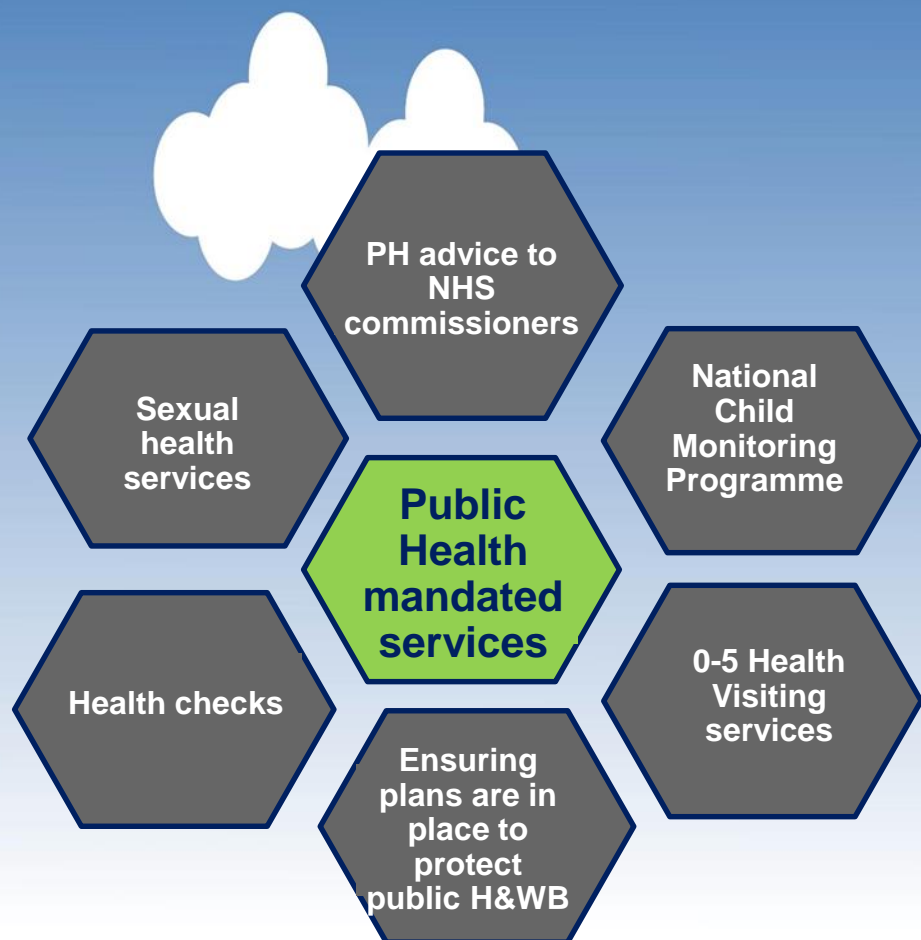 PH advice to
NHS
commissioners
Sexual
health
services
National
Child
Monitoring
Programme
Public
Health
mandated
services
Health checks
0-5 Health
Visiting
services
Ensuring
plans are in
place to
protect
public H&WB